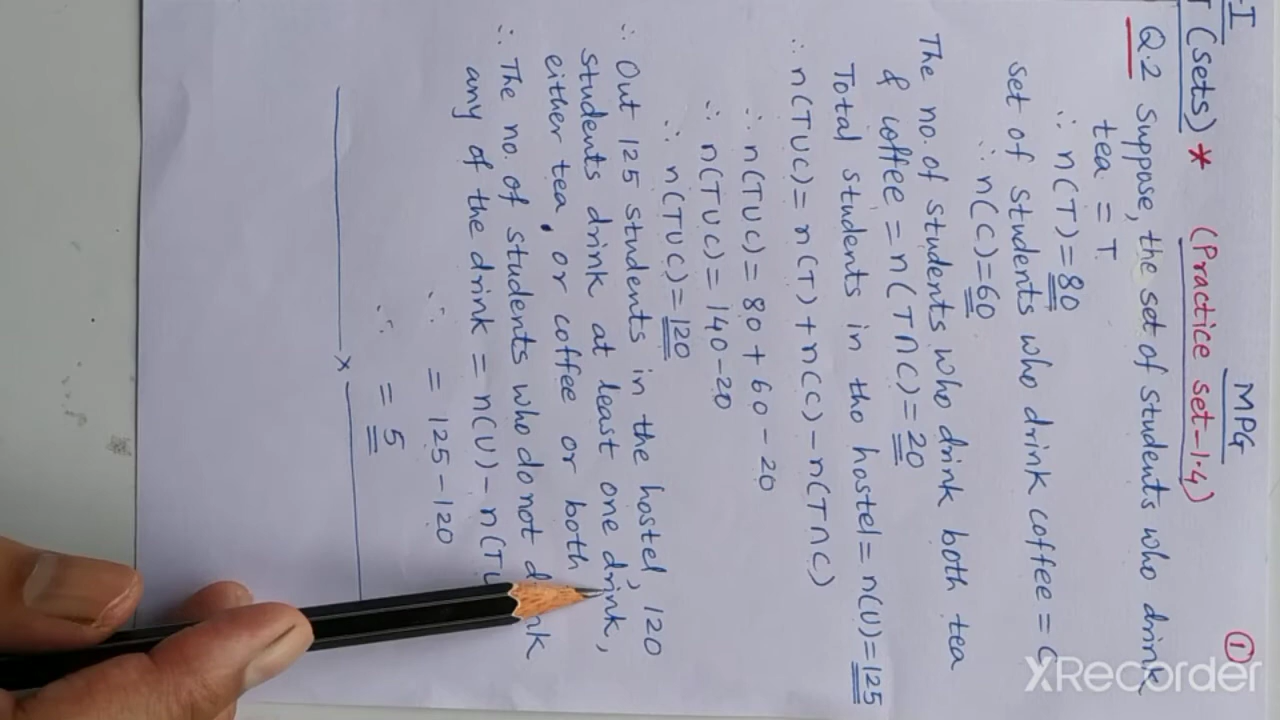 MPG
①
-I
T (Sets) * (Practice set-1.4)
Q.2 Suppose, the set of students who drink
tea = T
∴ n(T) = 80
set of students who drink coffee = C
∴ n(C) = 60
The no. of students who drink both tea
& coffee = n(T∩C) = 20
Total students in the hostel = n(U) = 125
∴ n(TUC) = n(T) + n(C) - n(T∩C)
∴ n(TUC) = 80 + 60 - 20
∴ n(TUC) = 140 - 20
∴ n(TUC) = 120
∴ Out 125 students in the hostel, 120
students drink at least one drink,
either tea, or coffee or both
∴ The no. of students who do not
any of the drink = n(U) - n(TU
∴ = 125 - 120
∴ = 5
x
XRecorder